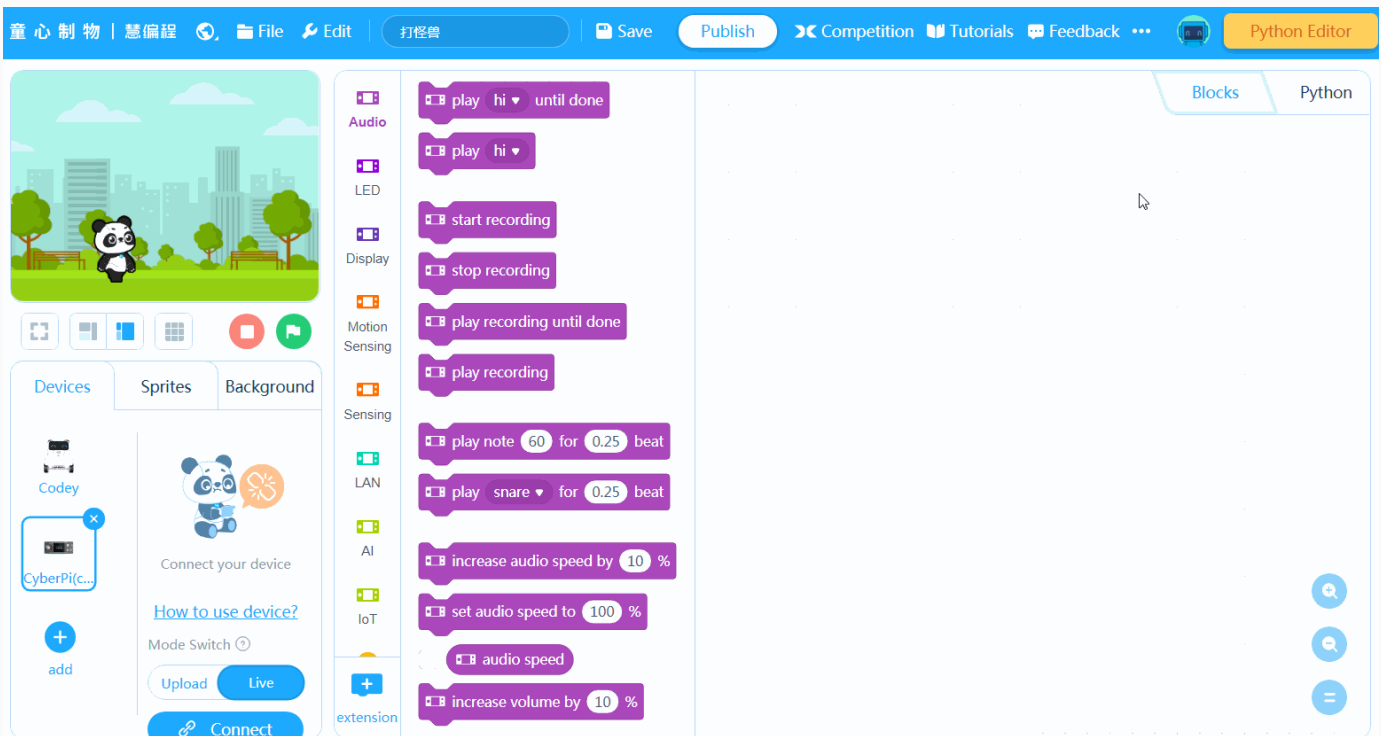 童心制物 | 慧编程 File Edit 打怪兽 Save Publish Competition Tutorials Feedback ••• Python Editor
Devices Sprites Background
Codey
CyberPi(c...
add
Connect your device
How to use device?
Mode Switch ?
Upload Live
Connect
Audio
LED
Display
Motion
Sensing
Sensing
LAN
AI
IoT
extension
play hi until done
play hi
start recording
stop recording
play recording until done
play recording
play note 60 for 0.25 beat
play snare for 0.25 beat
increase audio speed by 10 %
set audio speed to 100 %
audio speed
increase volume by 10 %
Blocks Python